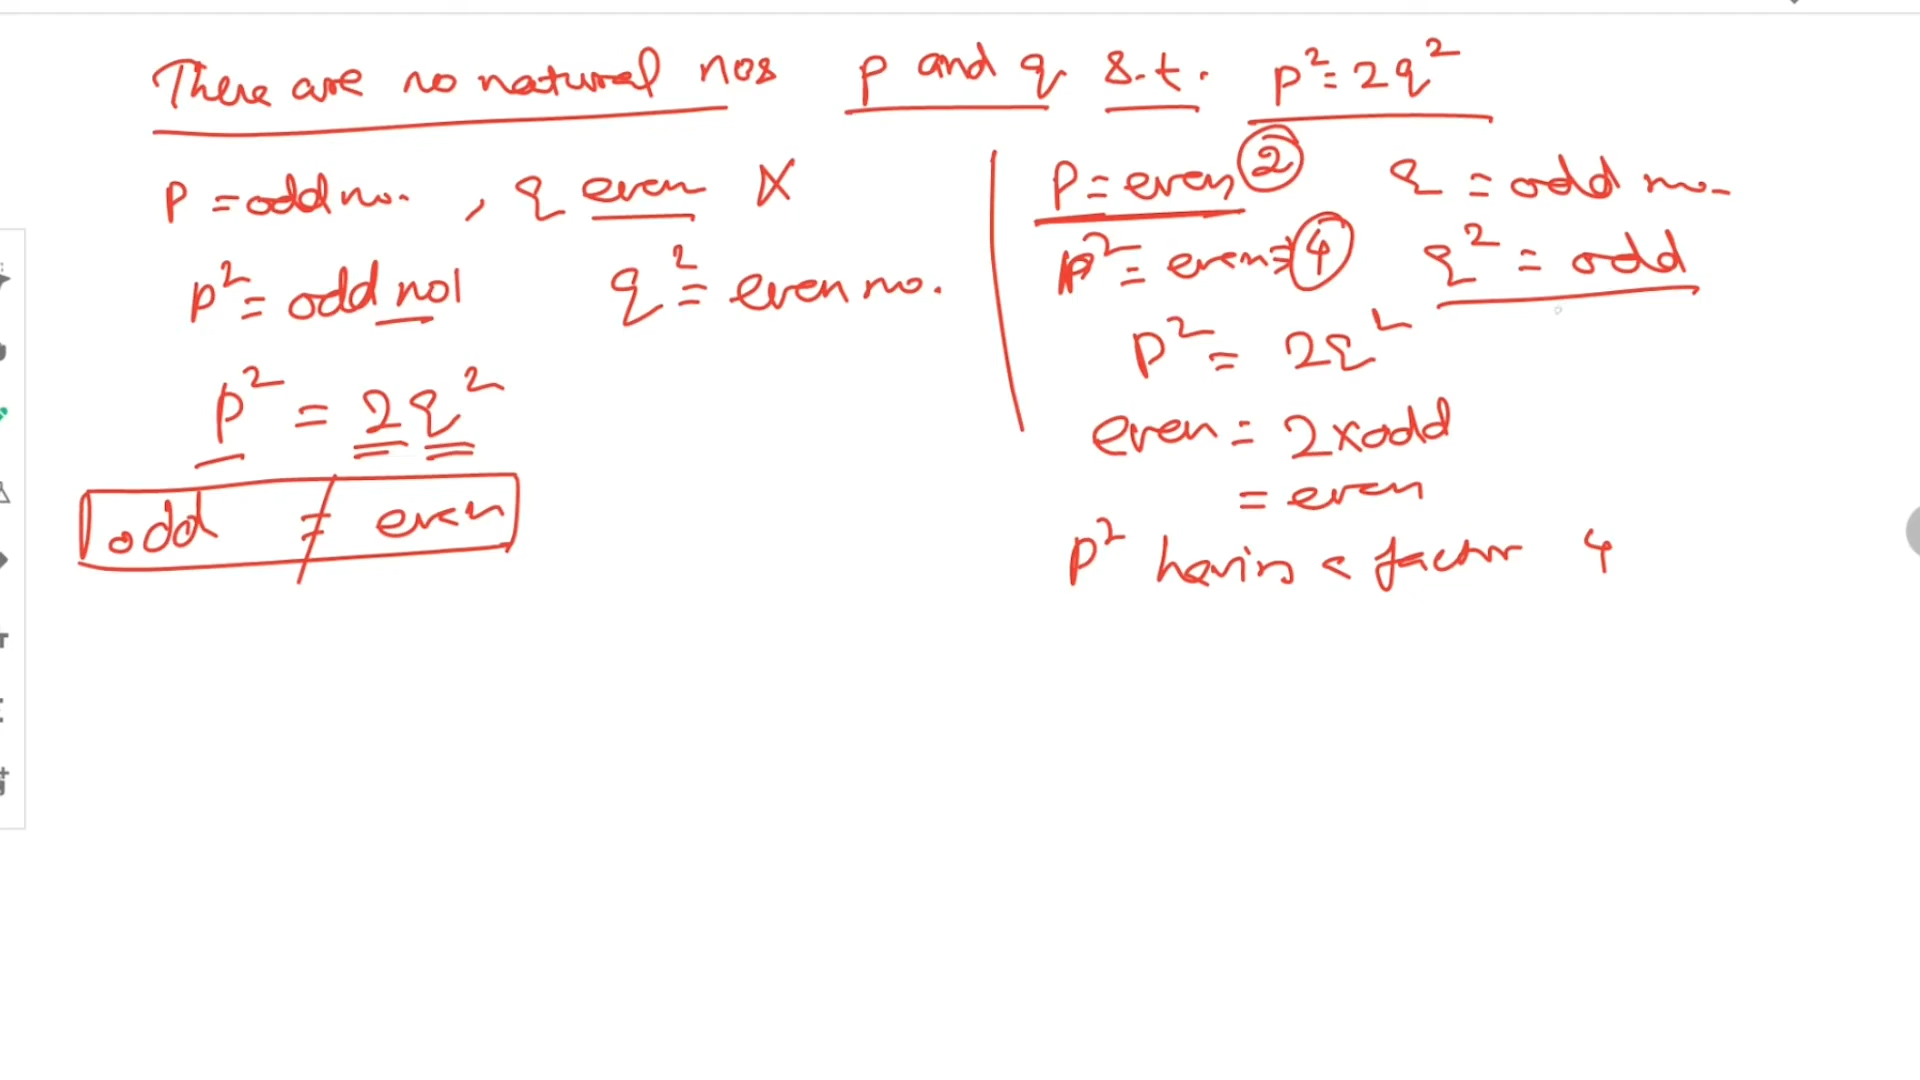 There are no natural nos p and q s.t. p²=2q²
P = odd no. , q even X
p² = odd no
q² = even no.
p² = 2q²
odd ≠ even
P = even ② q = odd no.
p² = even = ④ q² = odd
p² = 2q²
even = 2 x odd
= even
p² having a factor 4